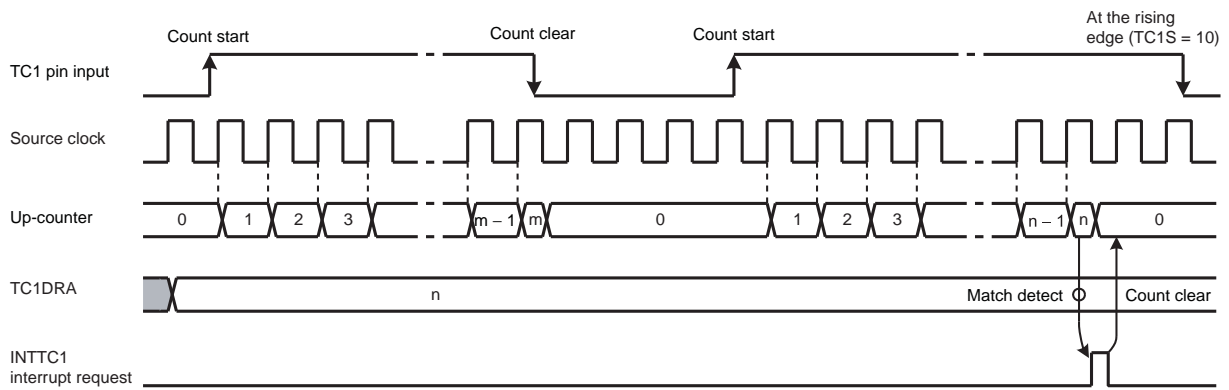 Count start
Count clear
Count start
At the rising
edge (TC1S = 10)
TC1 pin input
Source clock
Up-counter
0 1 2 3 m – 1 m 0 1 2 3 n – 1 n 0
TC1DRA
n
Match detect
Count clear
INTTC1
interrupt request